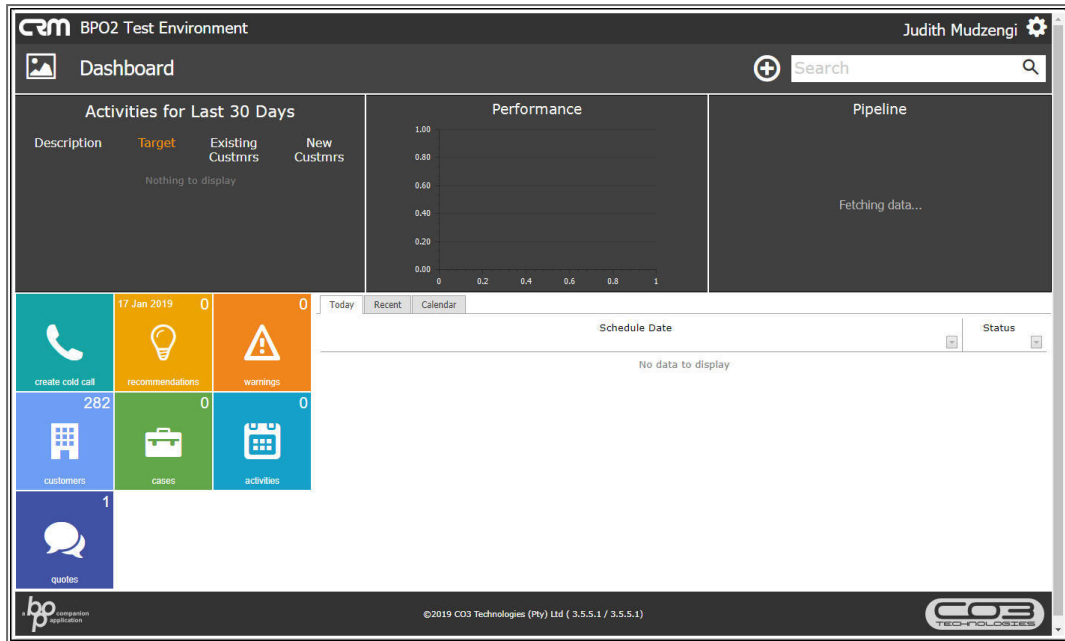 CRM BPO2 Test Environment
Judith Mudzengi
Dashboard
Search
Activities for Last 30 Days
Description Target Existing Custmrs New Custmrs
Nothing to display
Performance
1.00
0.80
0.60
0.40
0.20
0.00
0 0.2 0.4 0.6 0.8 1
Pipeline
Fetching data...
create cold call
17 Jan 2019 0
recommendations
0
warnings
282
customers
0
cases
0
activities
1
quotes
Today Recent Calendar
Schedule Date Status
No data to display
a bpo companion
application
©2019 CO3 Technologies (Pty) Ltd ( 3.5.5.1 / 3.5.5.1)
CO3
TECHNOLOGIES